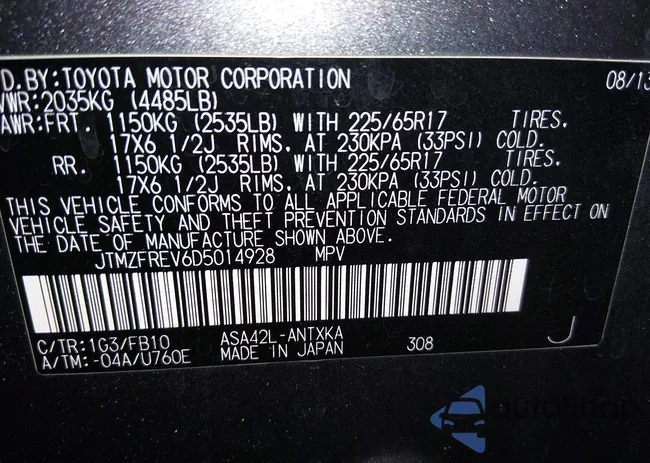 D.BY:TOYOTA MOTOR CORPORATION 08/13
VWR:2035KG (4485LB)
AWR:FRT. 1150KG (2535LB) WITH 225/65R17 TIRES.
17X6 1/2J RIMS, AT 230KPA (33PSI) COLD.
RR. 1150KG (2535LB) WITH 225/65R17 TIRES.
17X6 1/2J RIMS, AT 230KPA (33PSI) COLD.
THIS VEHICLE CONFORMS TO ALL APPLICABLE FEDERAL MOTOR
VEHICLE SAFETY AND THEFT PREVENTION STANDARDS IN EFFECT ON
THE DATE OF MANUFACTURE SHOWN ABOVE.
JTMZFREV6D5014928 MPV
C/TR:1G3/FB10 ASA42L-ANTXKA
A/TM:-04A/U760E MADE IN JAPAN 308 J
autoShop